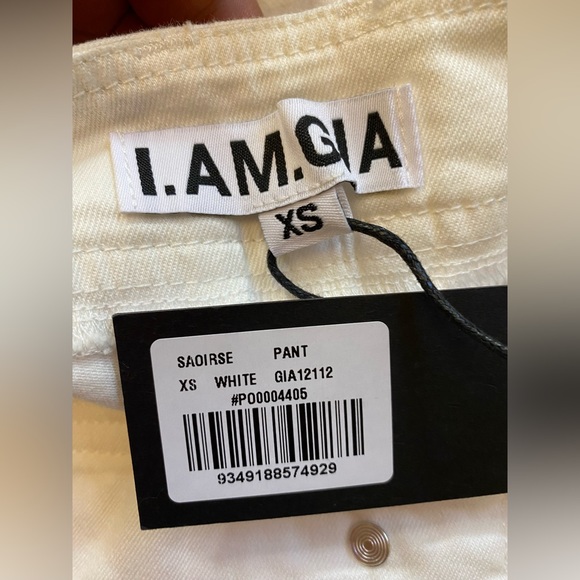 I.AM.GIA
XS
SAOIRSE PANT
XS WHITE GIA12112
#PO0004405
9349188574929